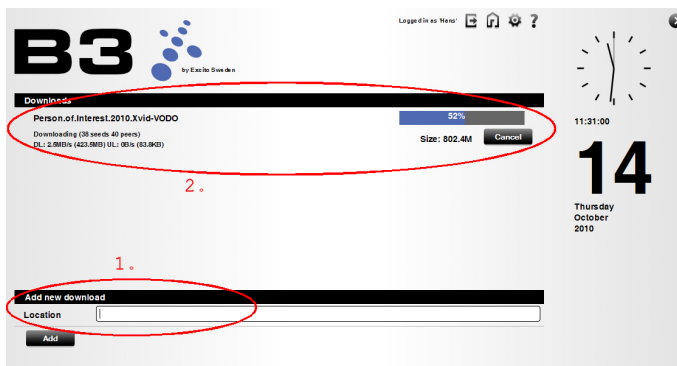 B3
by Excito Sweden
Logged in as 'Hans'
?
Downloads
Person.of.Interest.2010.Xvid-VODO
52%
Downloading (38 seeds 40 peers)
Size: 802.4M
Cancel
DL: 2.5MB/s (423.5MB) UL: 0B/s (83.8KB)
2。
11:31:00
14
Thursday
October
2010
1。
Add new download
Location
Add